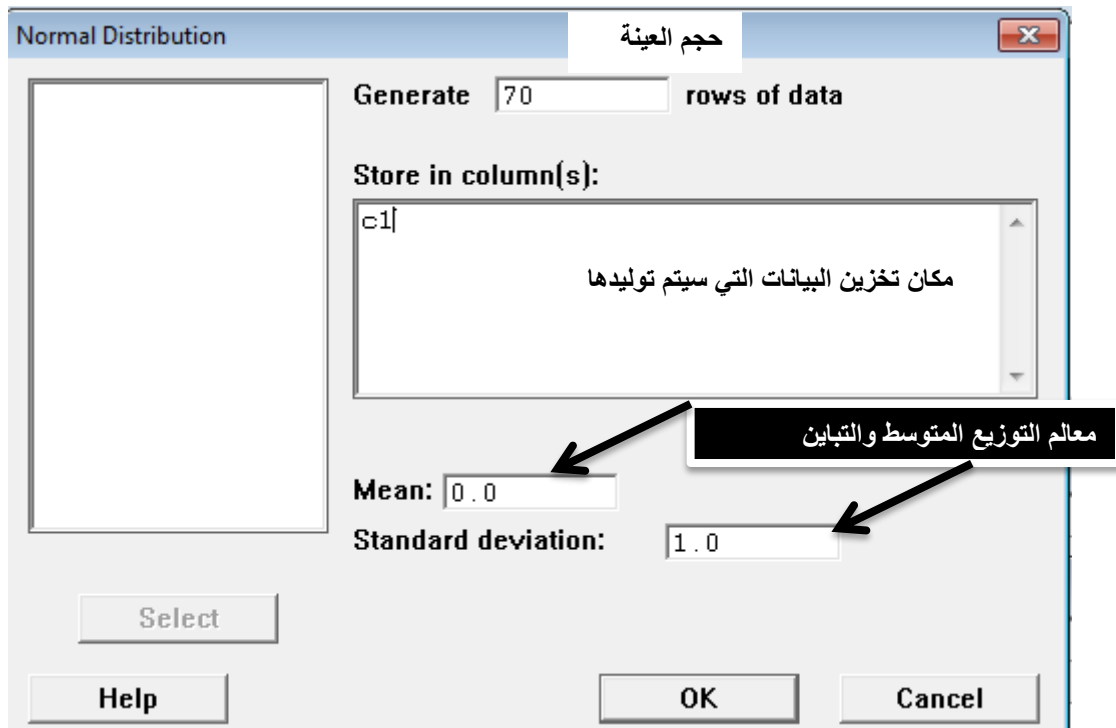 Normal Distribution
حجم العينة
Generate 70 rows of data
Store in column(s):
c1
مكان تخزين البيانات التي سيتم توليدها
معالم التوزيع المتوسط والتباين
Mean: 0.0
Standard deviation: 1.0
Select
Help OK Cancel